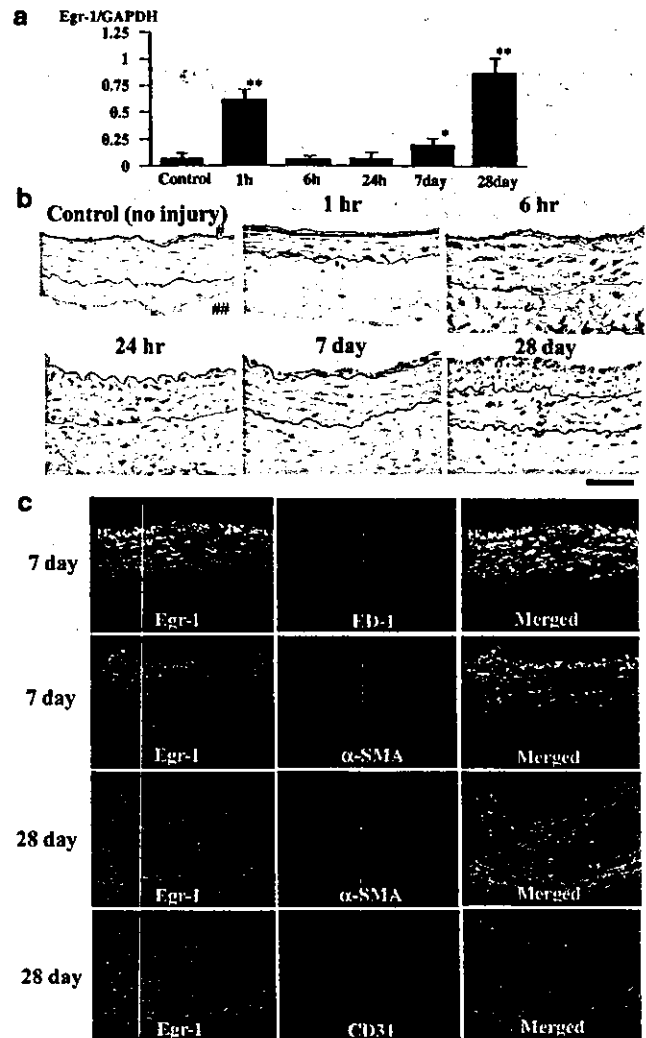 a
Egr-1/GAPDH
1.25
1
0.75
0.5
0.25
0
** * **
Control 1h 6h 24h 7day 28day
b
Control (no injury) 1 hr 6 hr
#
##
24 hr 7 day 28 day
c
7 day
Egr-1 ED-1 Merged
7 day
Egr-1 α-SMA Merged
28 day
Egr-1 α-SMA Merged
28 day
Egr-1 CD31 Merged